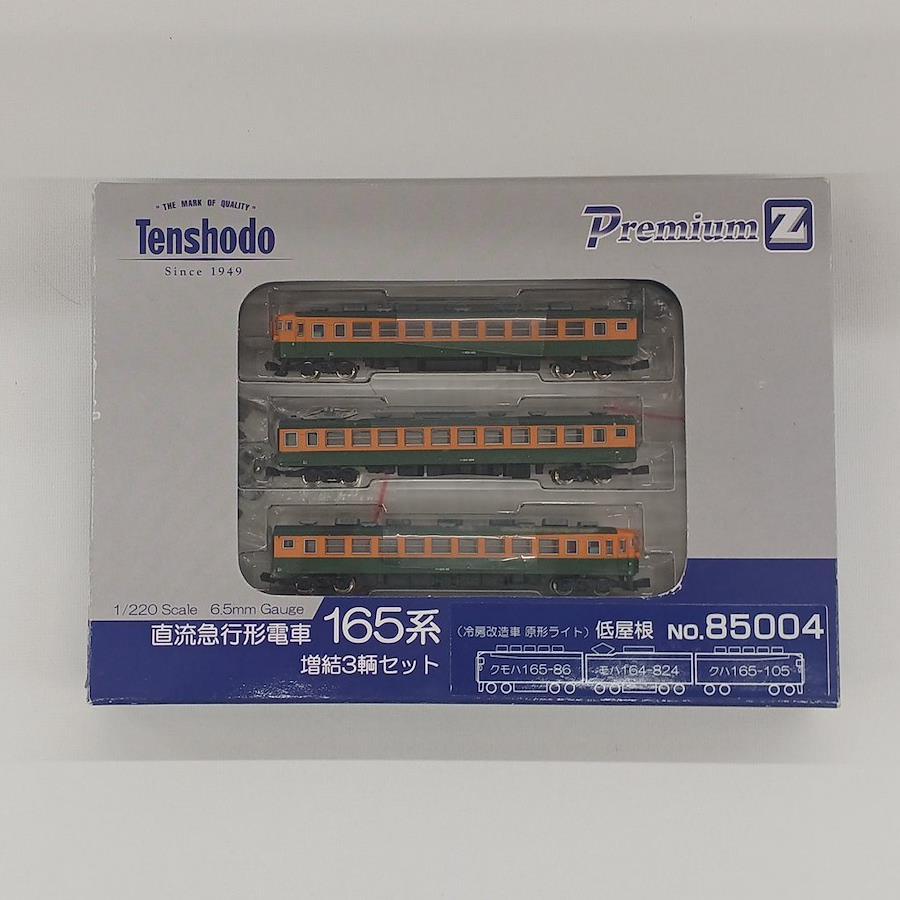 "THE MARK OF QUALITY"
Tenshodo
Since 1949
Premium Z
1/220 Scale 6.5mm Gauge
直流急行形電車 165系
増結3輌セット
(冷房改造車 原形ライト) 低屋根 NO.85004
クモハ165-86 モハ164-824 クハ165-105